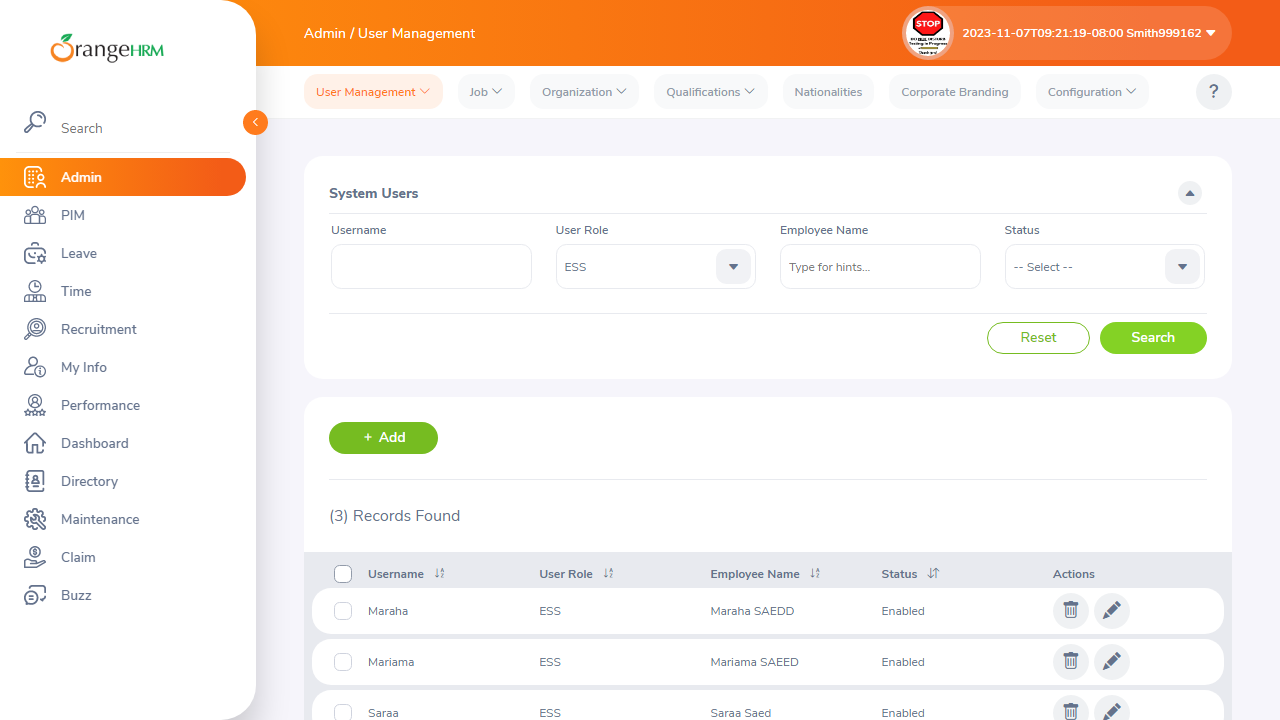 OrangeHRM
Admin / User Management
STOP
2023-11-07T09:21:19-08:00 Smith999162
User Management
Job
Organization
Qualifications
Nationalities
Corporate Branding
Configuration
?
Search
Admin
PIM
Leave
Time
Recruitment
My Info
Performance
Dashboard
Directory
Maintenance
Claim
Buzz
System Users
Username
User Role
Employee Name
Status
ESS
Type for hints...
-- Select --
Reset
Search
+ Add
(3) Records Found
Username
User Role
Employee Name
Status
Actions
Maraha ESS Maraha SAEDD Enabled
Mariama ESS Mariama SAEED Enabled
Saraa ESS Saraa Saed Enabled